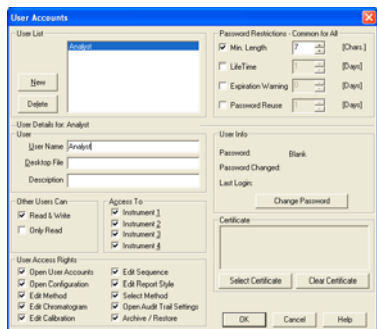 User Accounts
User List
Analyst
New
Delete
Password Restrictions - Common for All
Min. Length 7 [Chars.]
LifeTime 1 [Days]
Expiration Warning [Days]
Password Reuse 1 [Days]
User Details for: Analyst
User
User Name Analyst
Desktop File
Description
User Info
Password: Blank.
Password Changed:
Last Login:
Change Password
Other Users Can
Read & Write
Only Read
Access To
Instrument 1
Instrument 2
Instrument 3
Instrument 4
Certificate
Select Certificate
Clear Certificate
User Access Rights
Open User Accounts
Open Configuration
Edit Method
Edit Chromatogram
Edit Calibration
Edit Sequence
Edit Report Style
Select Method
Open Audit Trail Settings
Archive / Restore
OK
Cancel
Help